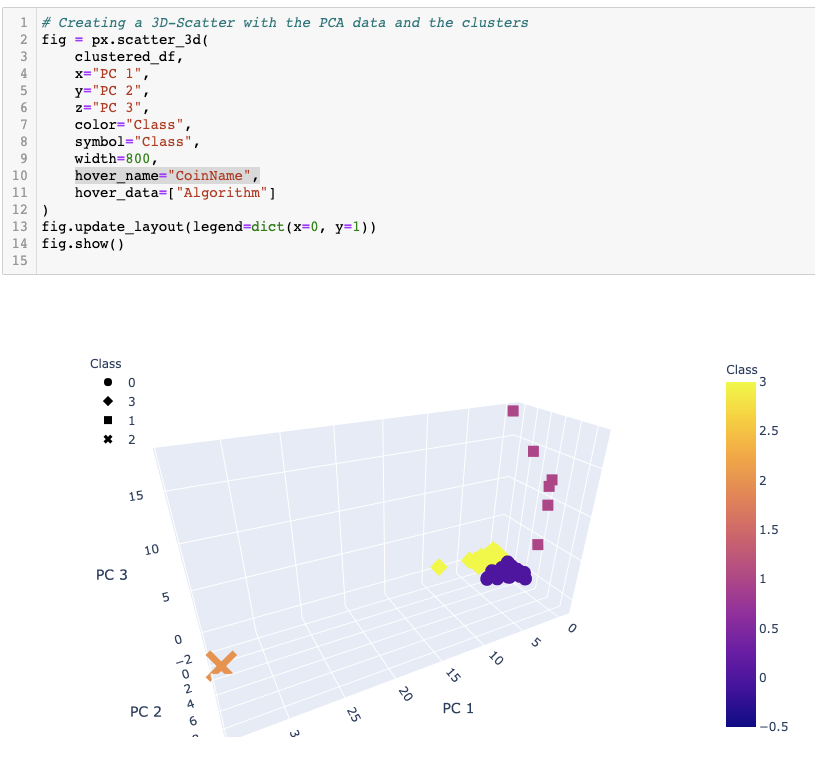 1 # Creating a 3D-Scatter with the PCA data and the clusters
2 fig = px.scatter_3d(
3     clustered_df,
4     x="PC 1",
5     y="PC 2",
6     z="PC 3",
7     color="Class",
8     symbol="Class",
9     width=800,
10     hover_name="CoinName",
11     hover_data=["Algorithm"]
12 )
13 fig.update_layout(legend=dict(x=0, y=1))
14 fig.show()
15
Class
0
3
1
2
Class
3
2.5
2
1.5
1
0.5
0
−0.5
15
10
5
0
PC 3
−2
0
2
4
6
PC 2
25
20
15
10
5
0
PC 1